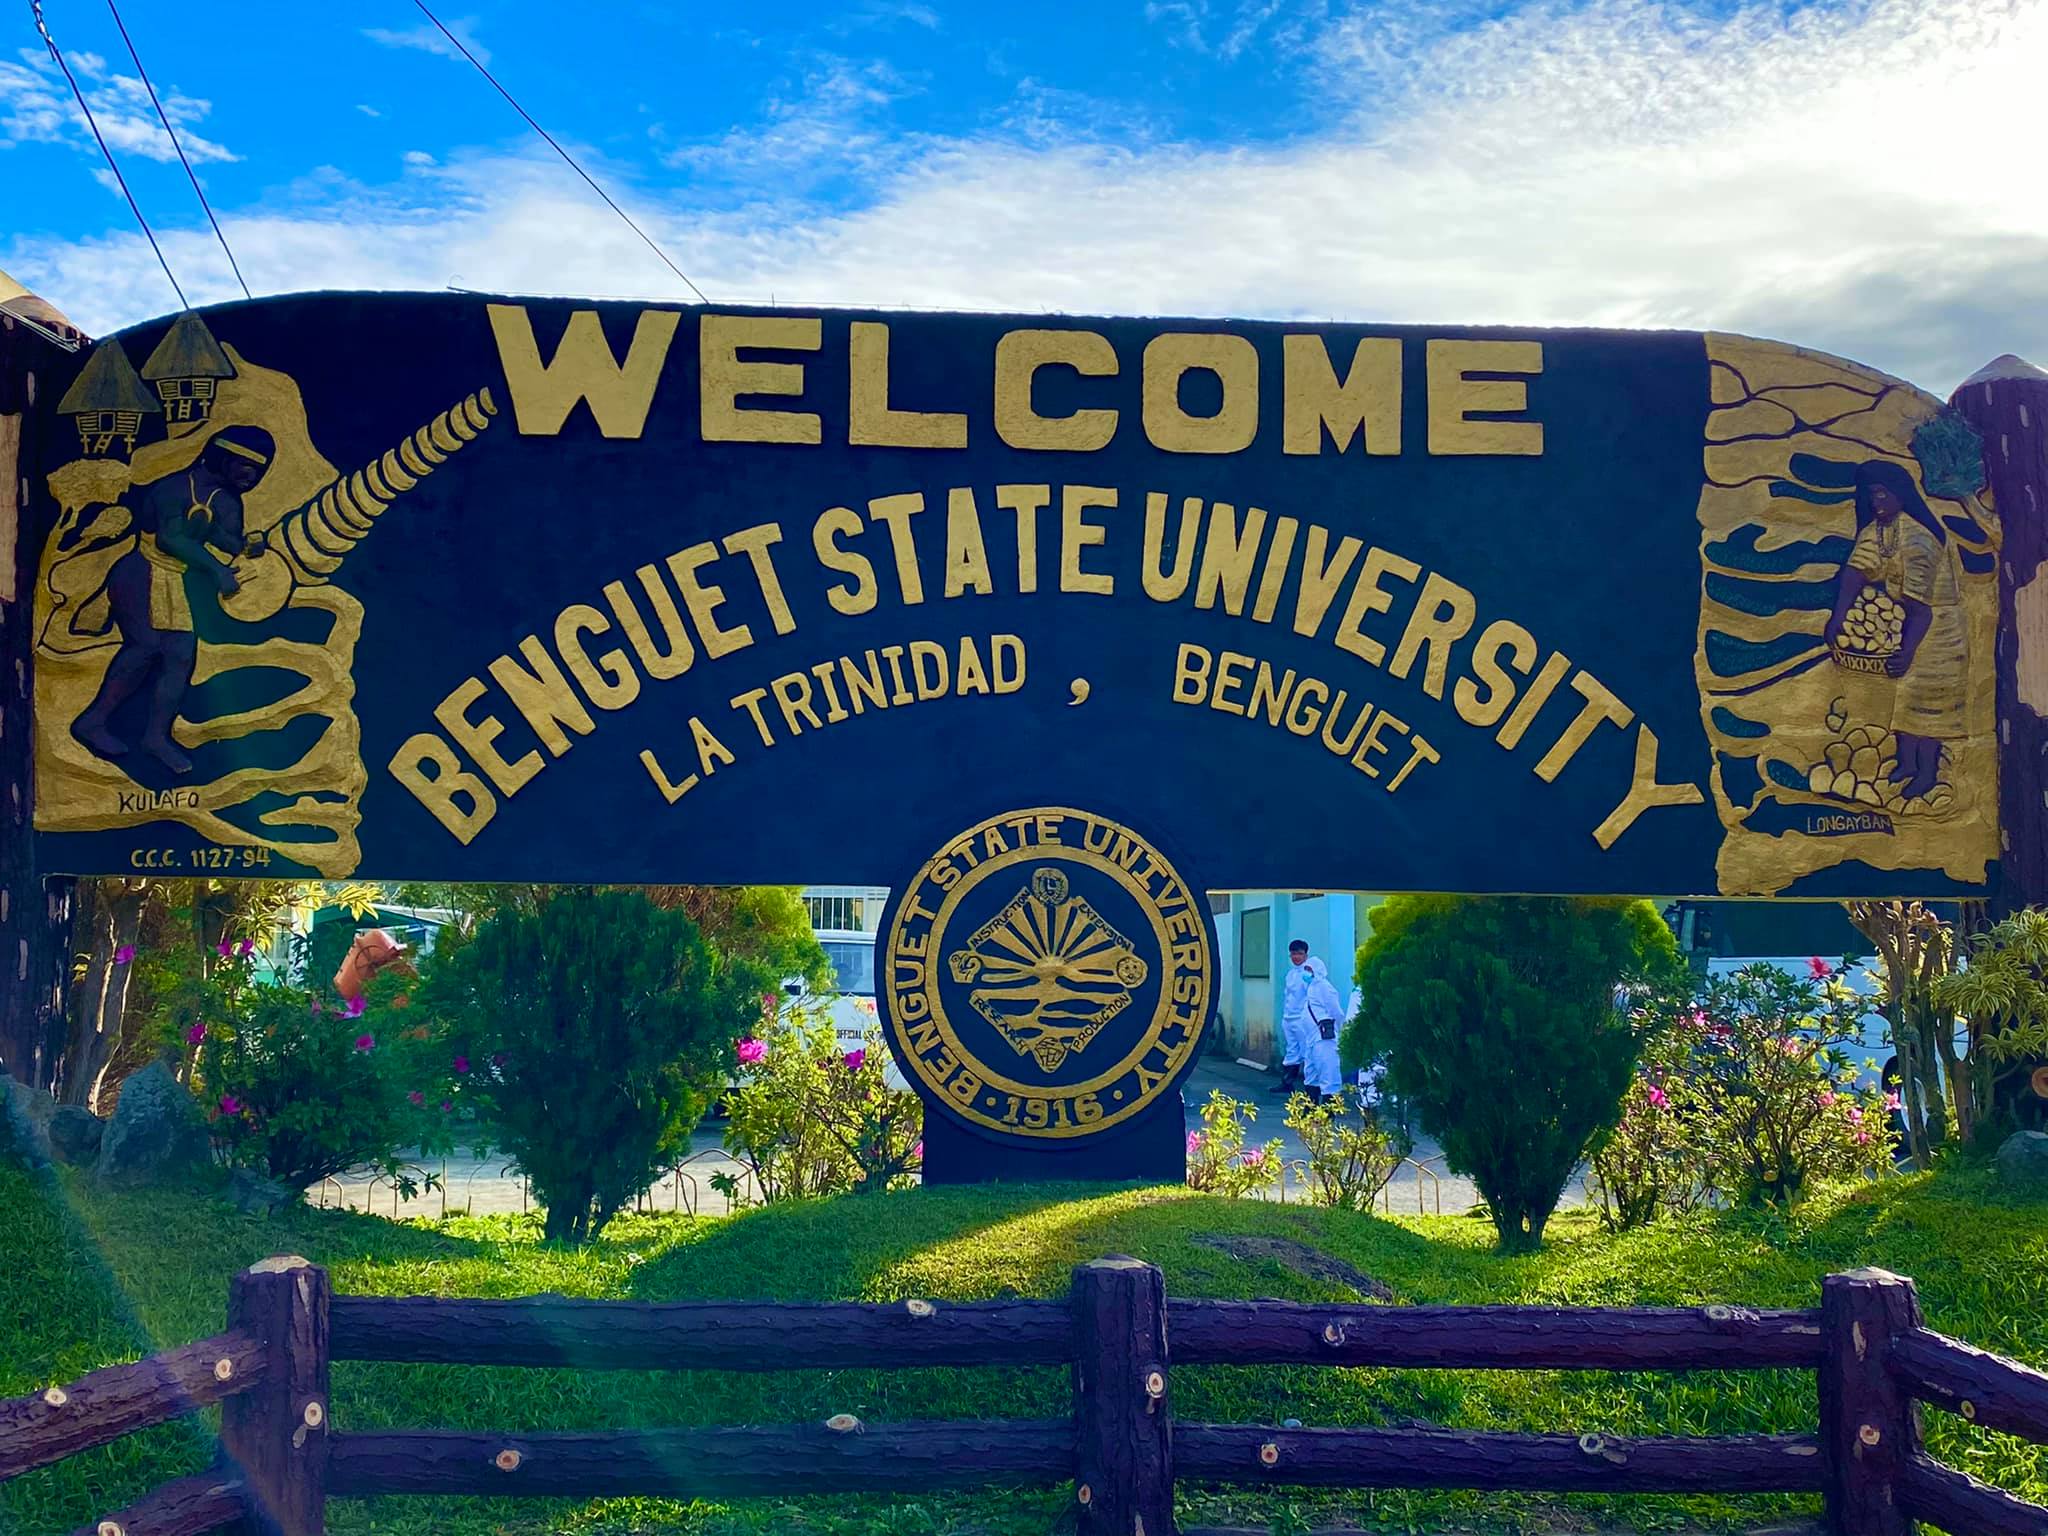 WELCOME
BENGUET STATE UNIVERSITY
LA TRINIDAD, BENGUET
KULAFO
C.C.C. 1127-94
LONGAYBAN
BENGUET STATE UNIVERSITY
INSTRUCTION
EXTENSION
RESEARCH
PRODUCTION
· 1916 ·
OFFICIAL